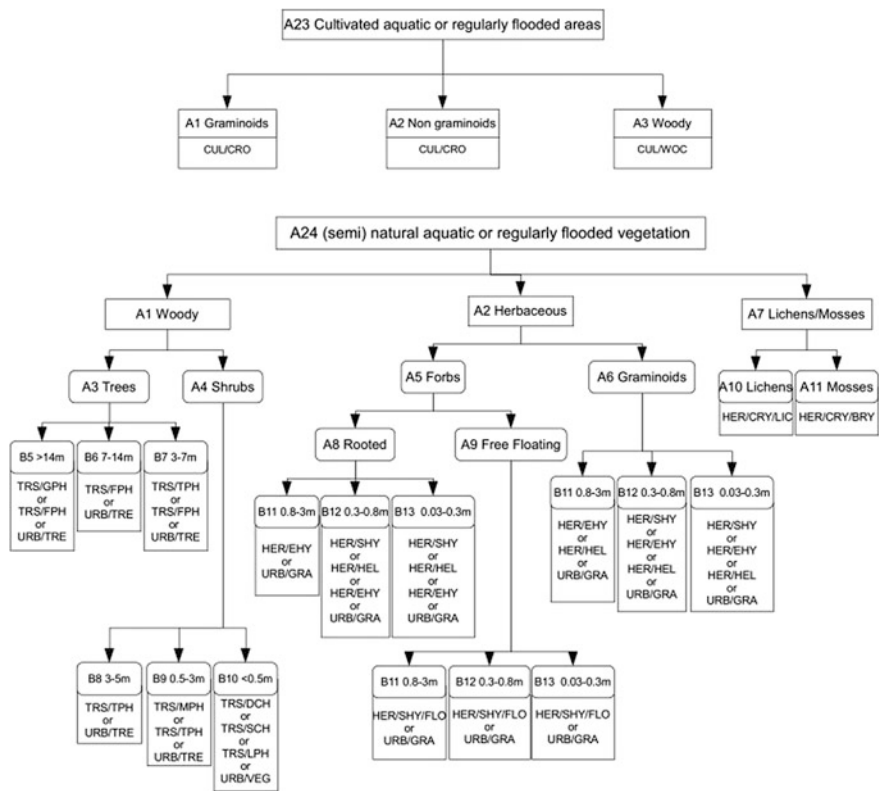 A23 Cultivated aquatic or regularly flooded areas
A1 Graminoids
CUL/CRO
A2 Non graminoids
CUL/CRO
A3 Woody
CUL/WOC
A24 (semi) natural aquatic or regularly flooded vegetation
A1 Woody
A2 Herbaceous
A7 Lichens/Mosses
A3 Trees
A4 Shrubs
A5 Forbs
A6 Graminoids
A10 Lichens
HER/CRY/LIC
A11 Mosses
HER/CRY/BRY
A8 Rooted
A9 Free Floating
B5 >14m
TRS/GPH
or
TRS/FPH
or
URB/TRE
B6 7-14m
TRS/FPH
or
URB/TRE
B7 3-7m
TRS/TPH
or
TRS/FPH
or
URB/TRE
B11 0.8-3m
HER/EHY
or
URB/GRA
B12 0.3-0.8m
HER/SHY
or
HER/HEL
or
HER/EHY
or
URB/GRA
B13 0.03-0.3m
HER/SHY
or
HER/HEL
or
HER/EHY
or
URB/GRA
B11 0.8-3m
HER/EHY
or
HER/HEL
or
URB/GRA
B12 0.3-0.8m
HER/SHY
or
HER/EHY
or
HER/HEL
or
URB/GRA
B13 0.03-0.3m
HER/SHY
or
HER/EHY
or
HER/HEL
or
URB/GRA
B8 3-5m
TRS/TPH
or
URB/TRE
B9 0.5-3m
TRS/MPH
or
TRS/TPH
or
URB/TRE
B10 <0.5m
TRS/DCH
or
TRS/SCH
or
TRS/LPH
or
URB/VEG
B11 0.8-3m
HER/SHY/FLO
or
URB/GRA
B12 0.3-0.8m
HER/SHY/FLO
or
URB/GRA
B13 0.03-0.3m
HER/SHY/FLO
or
URB/GRA